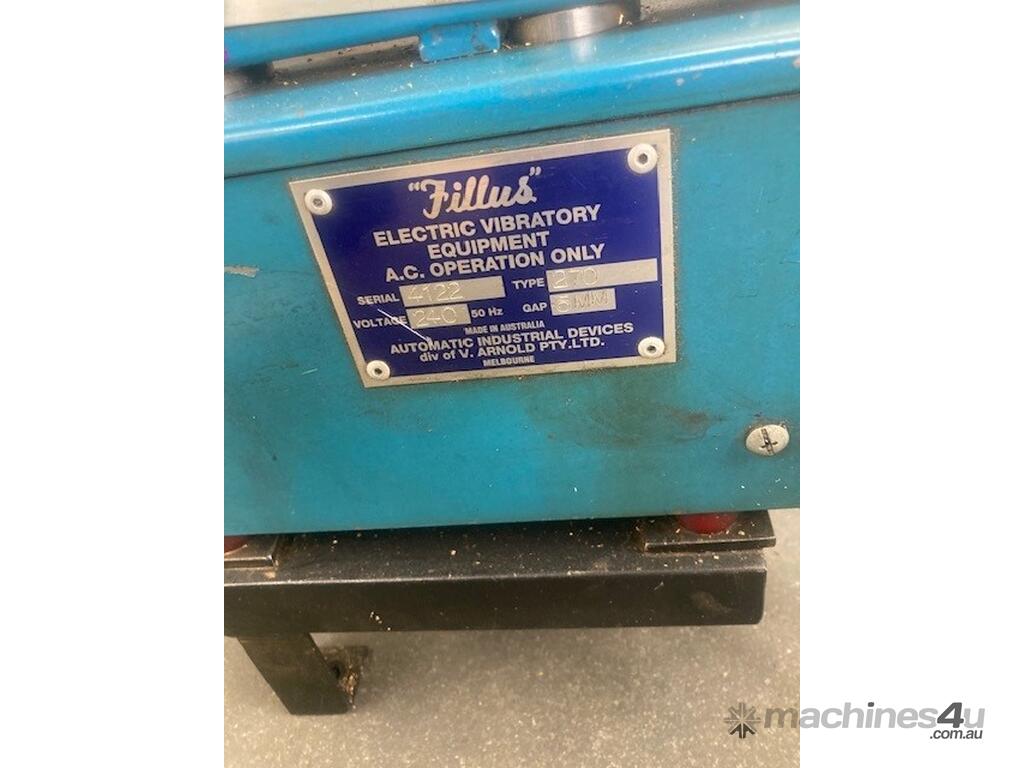 "Fillus"
ELECTRIC VIBRATORY
EQUIPMENT
A.C. OPERATION ONLY
SERIAL 4122 TYPE 270
VOLTAGE 240 50 Hz GAP 5MM
MADE IN AUSTRALIA
AUTOMATIC INDUSTRIAL DEVICES
div of V. ARNOLD PTY. LTD.
MELBOURNE
machines4u
.com.au